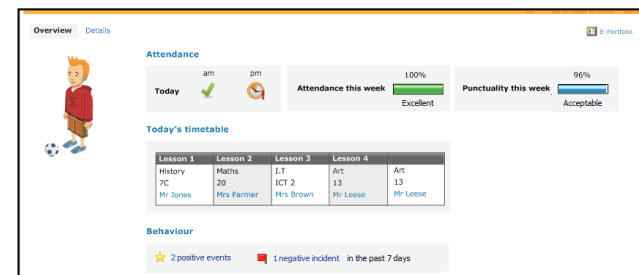 Overview Details
E-Portfolio
Attendance
am pm 100% 96%
Today Attendance this week Punctuality this week
Excellent Acceptable
Today's timetable
Lesson 1 Lesson 2 Lesson 3 Lesson 4
History Maths I.T Art Art
7C 20 ICT 2 13 13
Mr Jones Mrs Farmer Mrs Brown Mr Leese Mr Leese
Behaviour
2 positive events 1 negative incident in the past 7 days